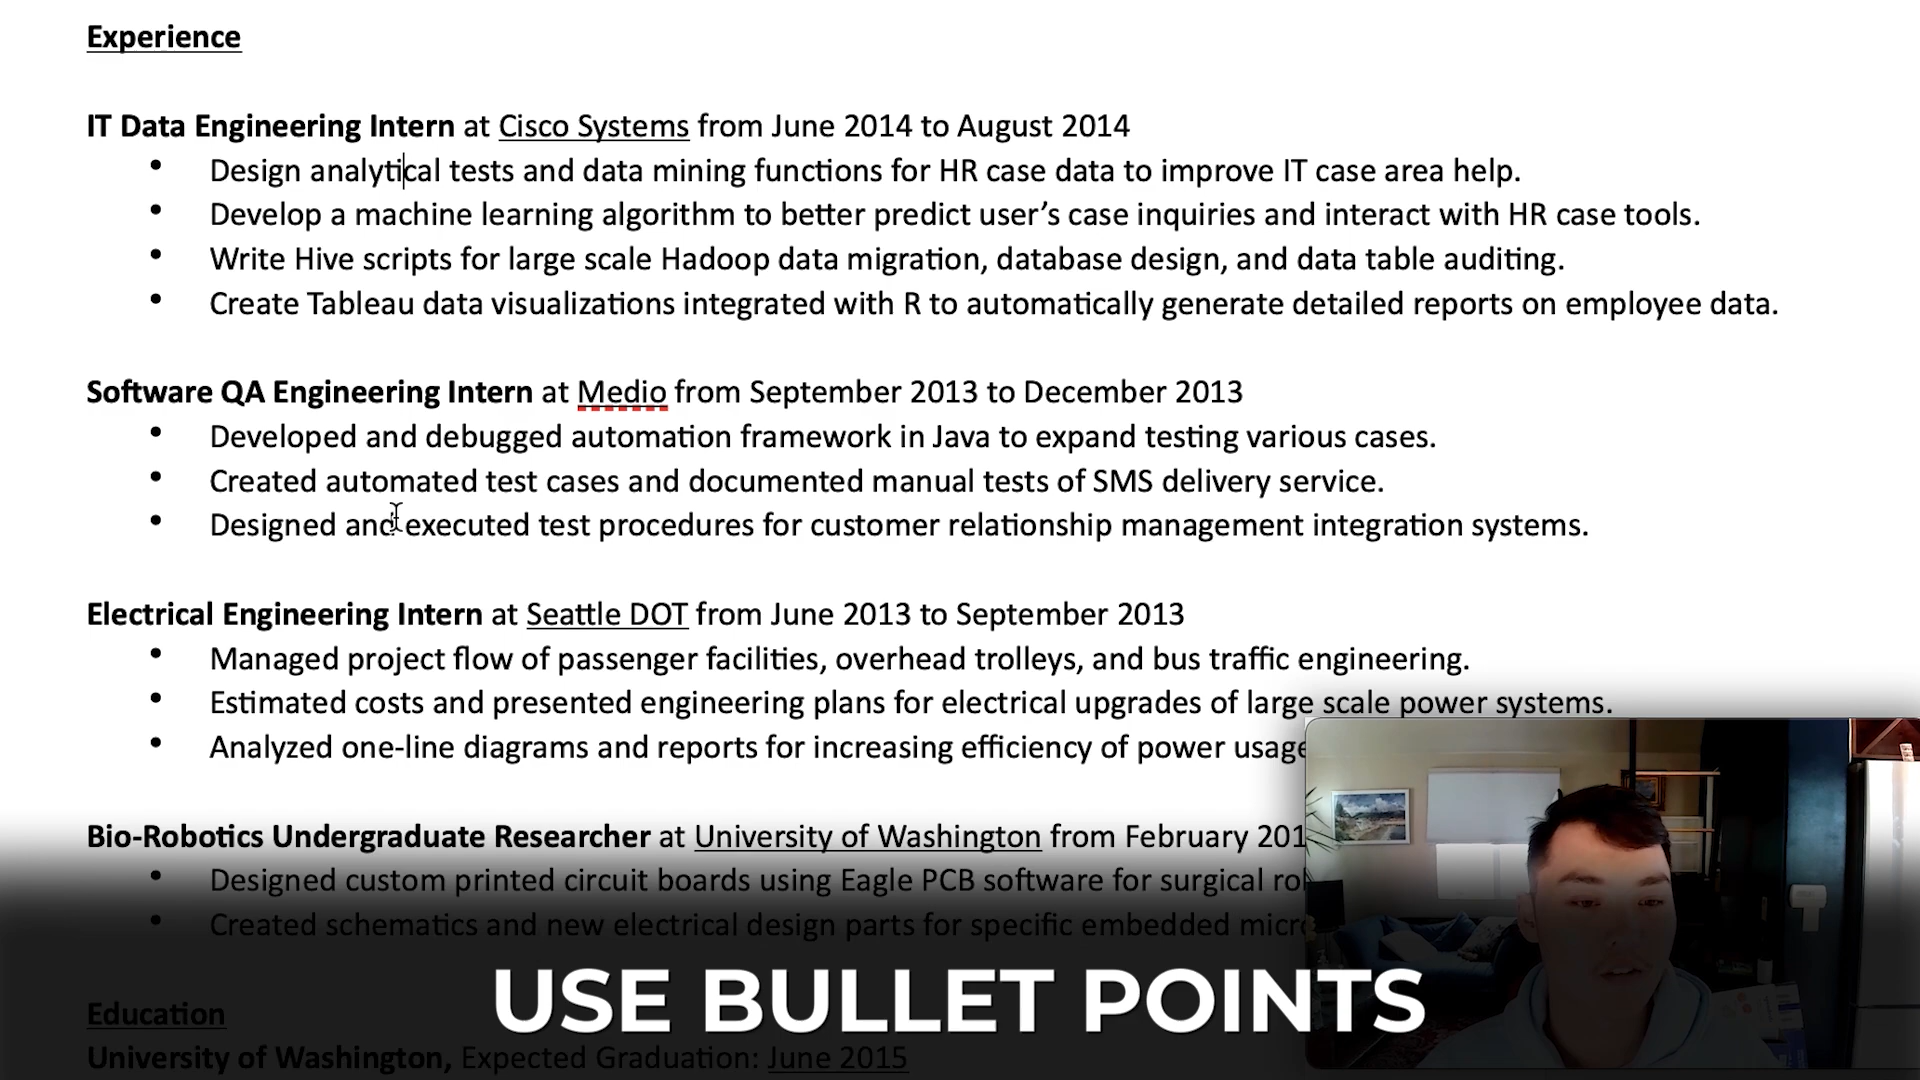 Experience
IT Data Engineering Intern at Cisco Systems from June 2014 to August 2014
• Design analytical tests and data mining functions for HR case data to improve IT case area help.
• Develop a machine learning algorithm to better predict user’s case inquiries and interact with HR case tools.
• Write Hive scripts for large scale Hadoop data migration, database design, and data table auditing.
• Create Tableau data visualizations integrated with R to automatically generate detailed reports on employee data.
Software QA Engineering Intern at Medio from September 2013 to December 2013
• Developed and debugged automation framework in Java to expand testing various cases.
• Created automated test cases and documented manual tests of SMS delivery service.
• Designed and executed test procedures for customer relationship management integration systems.
Electrical Engineering Intern at Seattle DOT from June 2013 to September 2013
• Managed project flow of passenger facilities, overhead trolleys, and bus traffic engineering.
• Estimated costs and presented engineering plans for electrical upgrades of large scale power systems.
• Analyzed one-line diagrams and reports for increasing efficiency of power usage
Bio-Robotics Undergraduate Researcher at University of Washington from February 201
• Designed custom printed circuit boards using Eagle PCB software for surgical
• Created schematics and new electrical design parts for specific embedded
Education
University of Washington, Expected Graduation: June 2015
USE BULLET POINTS